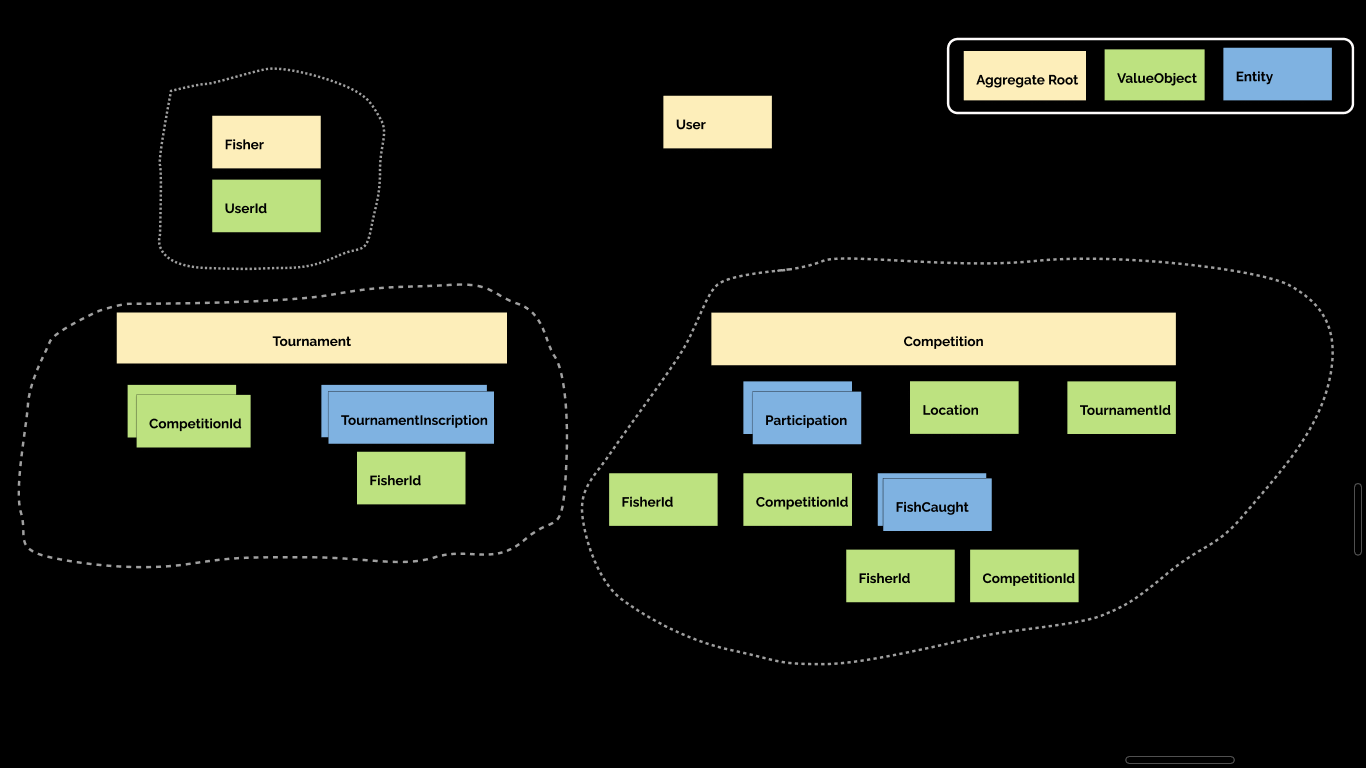 Aggregate Root
ValueObject
Entity
User
Fisher
UserId
Tournament
CompetitionId
TournamentInscription
FisherId
Competition
Participation
Location
TournamentId
FisherId
CompetitionId
FishCaught
FisherId
CompetitionId